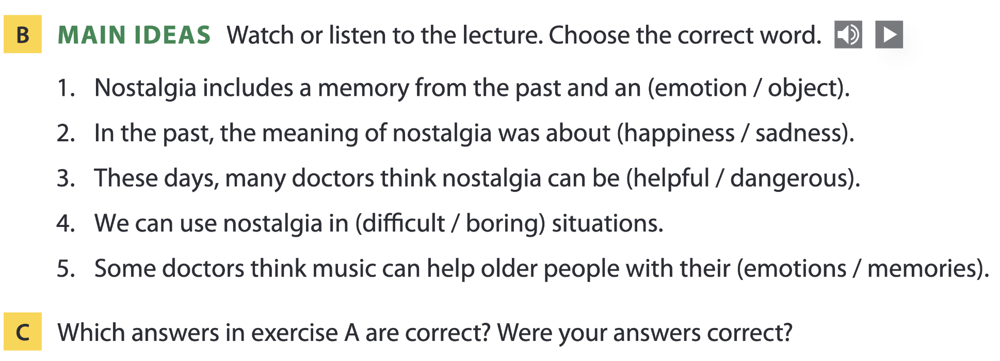 B MAIN IDEAS Watch or listen to the lecture. Choose the correct word.
1. Nostalgia includes a memory from the past and an (emotion / object).
2. In the past, the meaning of nostalgia was about (happiness / sadness).
3. These days, many doctors think nostalgia can be (helpful / dangerous).
4. We can use nostalgia in (difficult / boring) situations.
5. Some doctors think music can help older people with their (emotions / memories).
C Which answers in exercise A are correct? Were your answers correct?